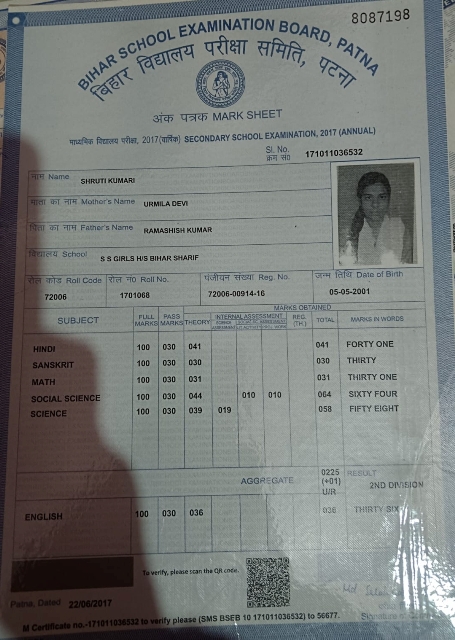 8087198
BIHAR SCHOOL EXAMINATION BOARD, PATNA
बिहार विद्यालय परीक्षा समिति, पटना
अंक पत्रक MARK SHEET
माध्यमिक विद्यालय परीक्षा, 2017(वार्षिक) SECONDARY SCHOOL EXAMINATION, 2017 (ANNUAL)
Sl. No.
क्रम सं० 171011036532
नाम Name SHRUTI KUMARI
माता का नाम Mother's Name URMILA DEVI
पिता का नाम Father's Name RAMASHISH KUMAR
विद्यालय School S S GIRLS H/S BIHAR SHARIF
रोल कोड Roll Code रोल न० Roll No. पंजीयन संख्या Reg. No. जन्म तिथि Date of Birth
72006 1701068 72006-00914-16 05-05-2001
MARKS OBTAINED
SUBJECT FULL MARKS PASS MARKS THEORY INTERNAL ASSESSMENT REG. (TH.) TOTAL MARKS IN WORDS
HINDI 100 030 041 041 FORTY ONE
SANSKRIT 100 030 030 030 THIRTY
MATH 100 030 031 031 THIRTY ONE
SOCIAL SCIENCE 100 030 044 010 010 064 SIXTY FOUR
SCIENCE 100 030 039 019 058 FIFTY EIGHT
AGGREGATE 0225 RESULT
(+01) 2ND DIVISION
U/R
ENGLISH 100 030 036 036 THIRTY SIX
To verify, please scan the QR code.
Patna, Dated 22/06/2017
Certificate no.-171011036532 to verify please (SMS BSEB 10 171011036532) to 56677.
Signature